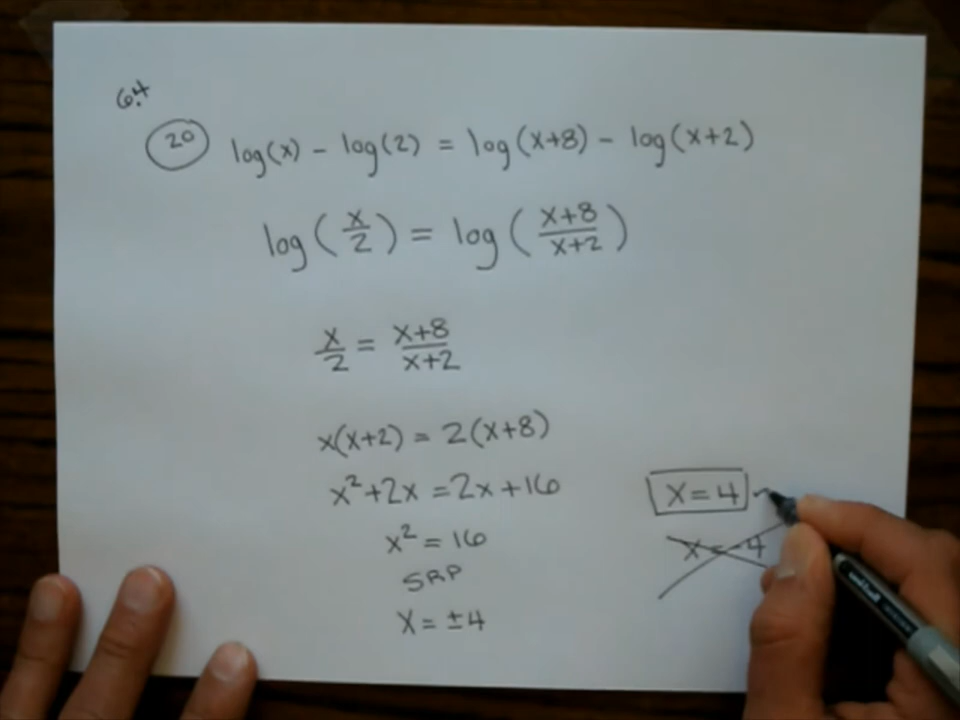 6.4
20 log(x) - log(2) = log(x+8) - log(x+2)
log(x/2) = log((x+8)/(x+2))
x/2 = (x+8)/(x+2)
x(x+2) = 2(x+8)
x²+2x = 2x+16
x² = 16
SRP
x = ±4
x = 4
x = -4